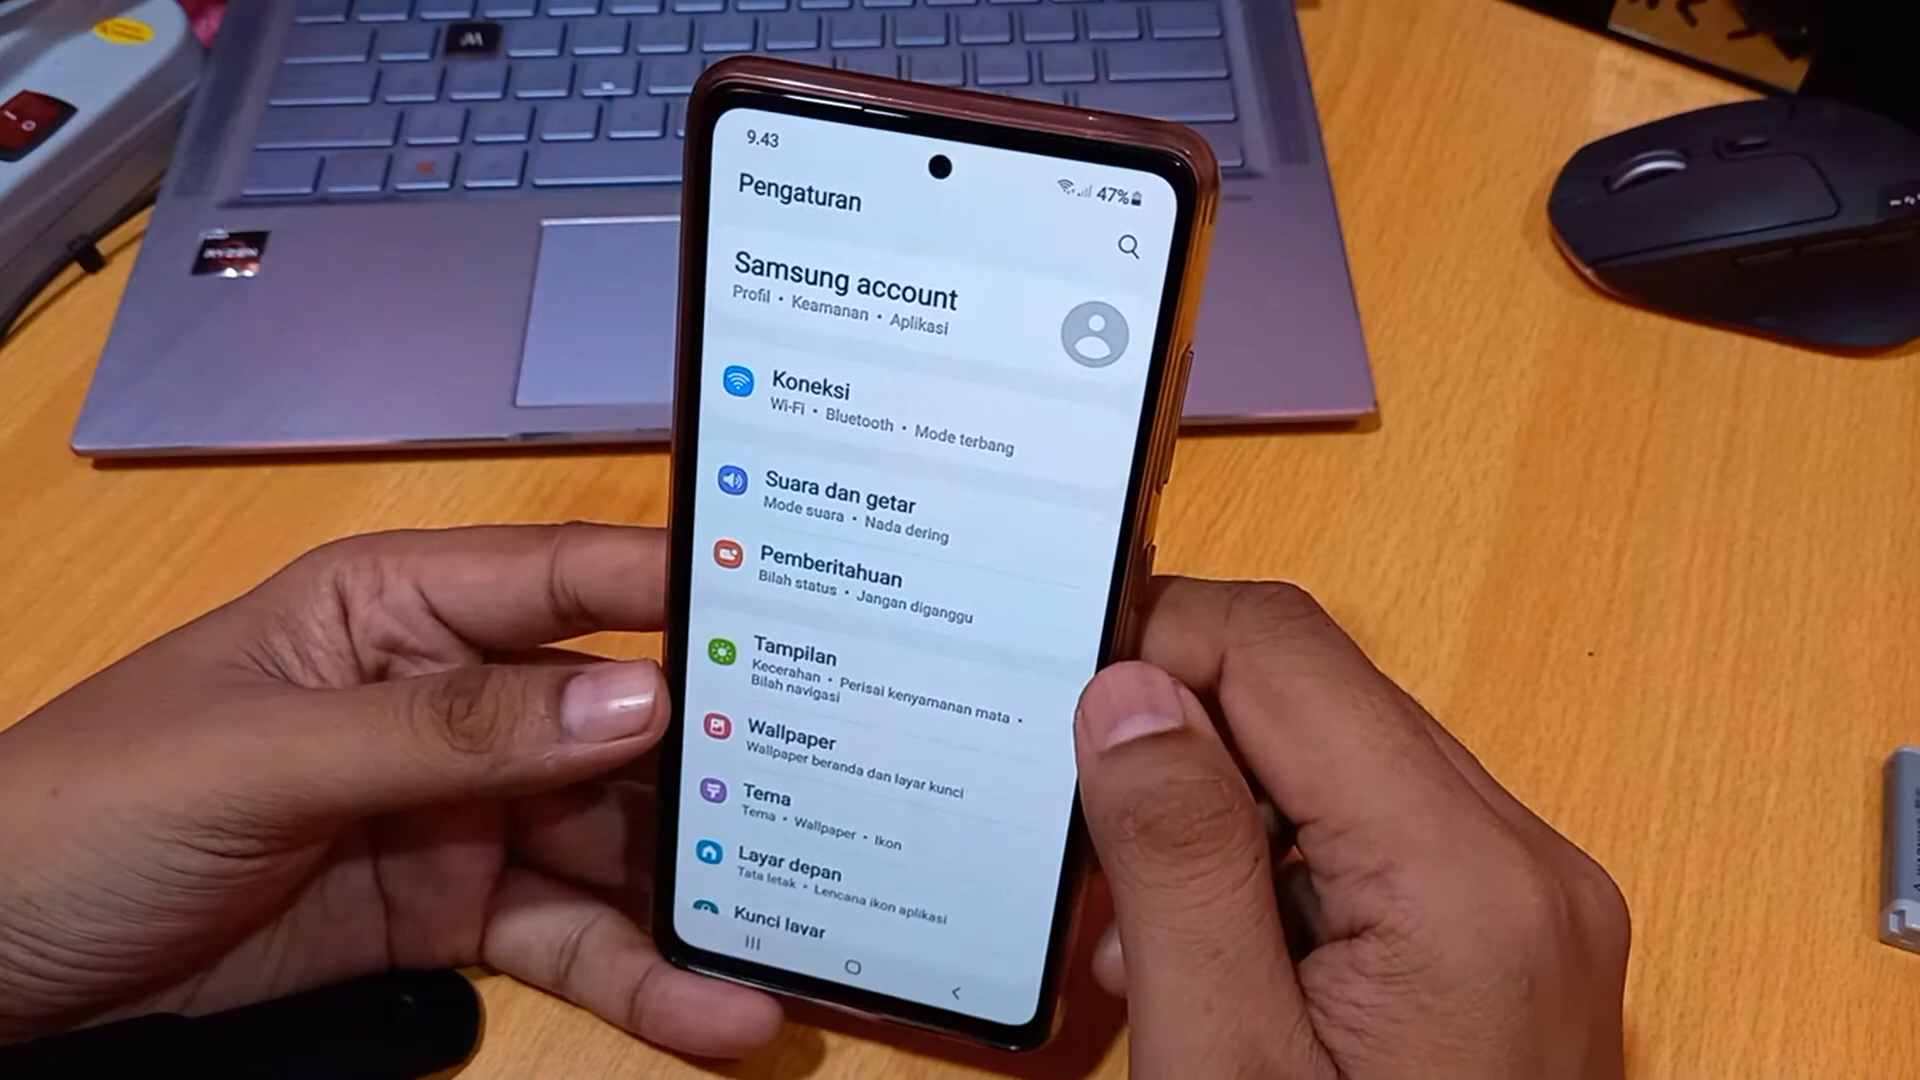 W
RYZEN
9.43
47%
Pengaturan
Samsung account
Profil • Keamanan • Aplikasi
Koneksi
Wi-Fi • Bluetooth • Mode terbang
Suara dan getar
Mode suara • Nada dering
Pemberitahuan
Bilah status • Jangan diganggu
Tampilan
Kecerahan • Perisai kenyamanan mata •
Bilah navigasi
Wallpaper
Wallpaper beranda dan layar kunci
Tema
Tema • Wallpaper • Ikon
Layar depan
Tata letak • Lencana ikon aplikasi
Kunci layar